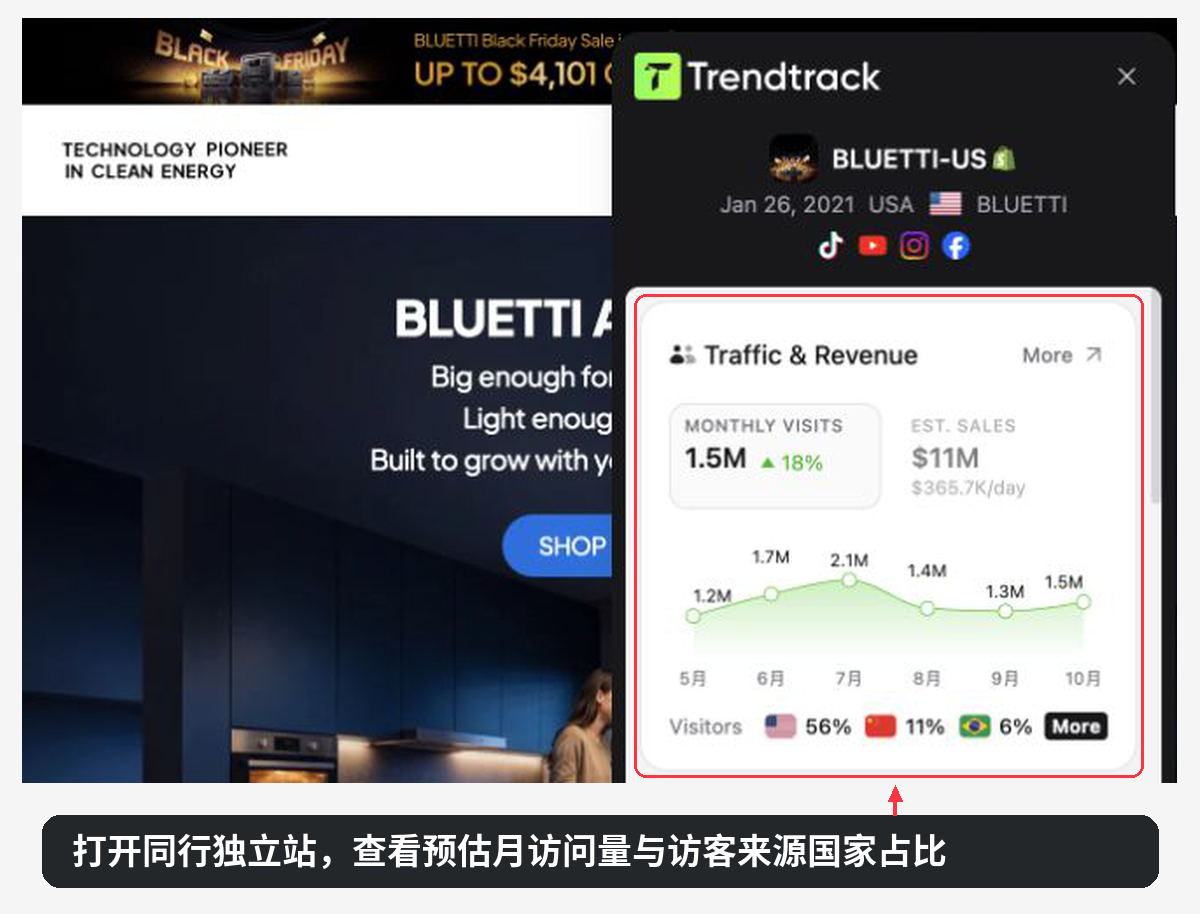 BLACK FRIDAY
BLUETTI Black Friday Sale
UP TO $4,101
Trendtrack
TECHNOLOGY PIONEER
IN CLEAN ENERGY
BLUETTI-US
Jan 26, 2021 USA BLUETTI
BLUETTI
Big enough for
Light enoug
Built to grow with y
SHOP
Traffic & Revenue
More
MONTHLY VISITS
EST. SALES
1.5M 18%
$11M
$365.7K/day
1.2M
1.7M
2.1M
1.4M
1.3M
1.5M
5月 6月 7月 8月 9月 10月
Visitors 56% 11% 6% More
打开同行独立站，查看预估月访问量与访客来源国家占比